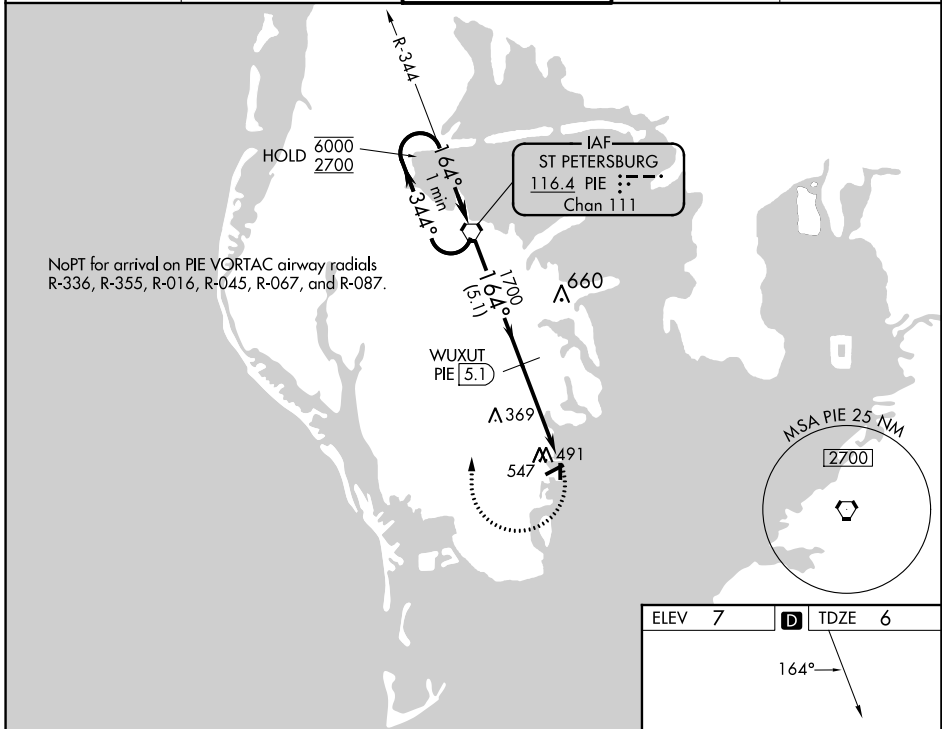 R-344
HOLD 6000
2700
164°
1 min
344°
IAF
ST PETERSBURG
116.4 PIE
Chan 111
NoPT for arrival on PIE VORTAC airway radials
R-336, R-355, R-016, R-045, R-067, and R-087.
1700
164°
(5.1)
660
WUXUT
PIE 5.1
369
491
547
MSA PIE 25 NM
2700
ELEV 7 D TDZE 6
164°